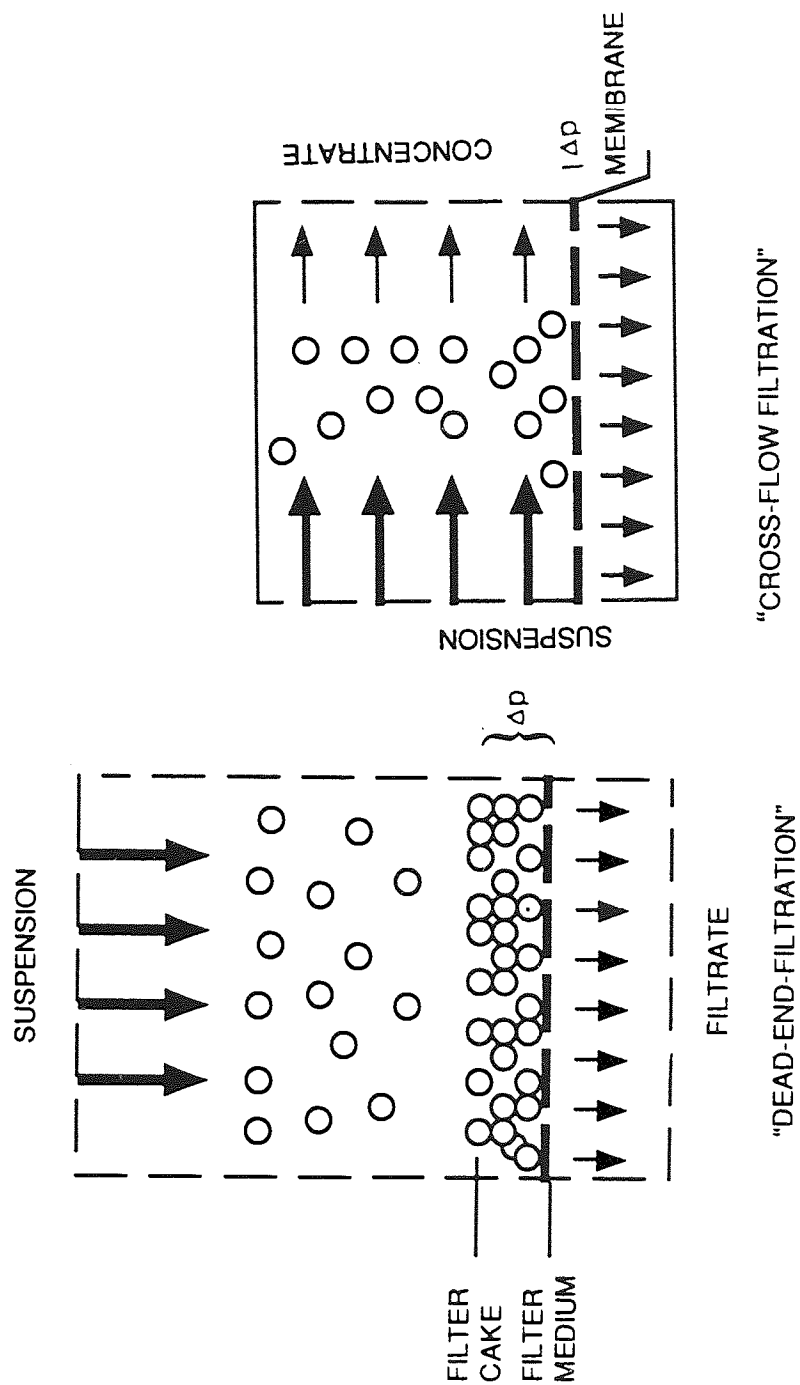 SUSPENSION
FILTER
CAKE
FILTER
MEDIUM
Δp
FILTRATE
"DEAD-END-FILTRATION"
SUSPENSION
CONCENTRATE
Δp
MEMBRANE
"CROSS-FLOW FILTRATION"